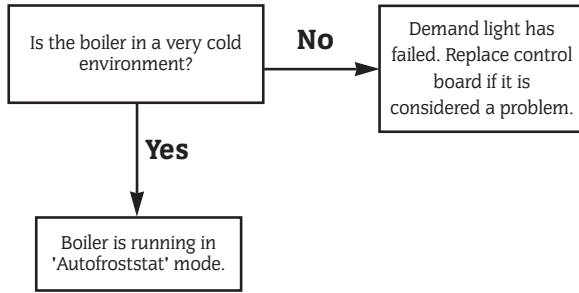 Is the boiler in a very cold
environment?
No
Demand light has
failed. Replace control
board if it is
considered a problem.
Yes
Boiler is running in
'Autofroststat' mode.